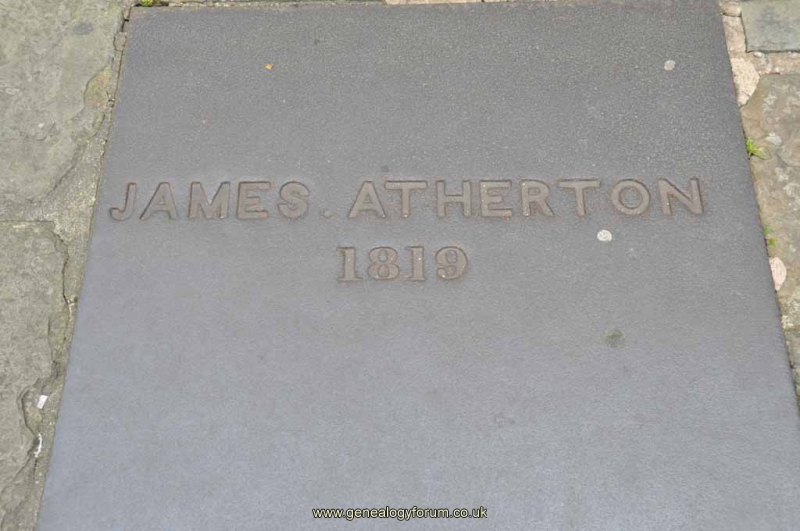 JAMES. ATHERTON
1819
www.genealogyforum.co.uk